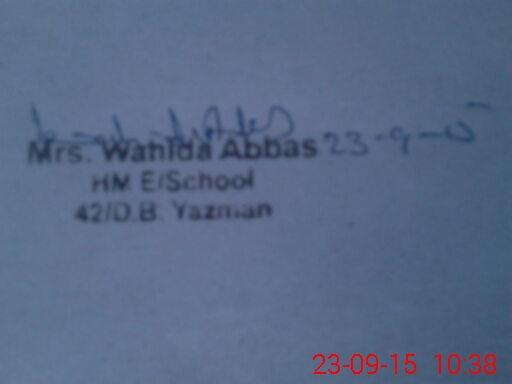 Mrs. Wahida Abbas 23-9-15
HM E/School
42/D.B. Yazman
23-09-15 10:38